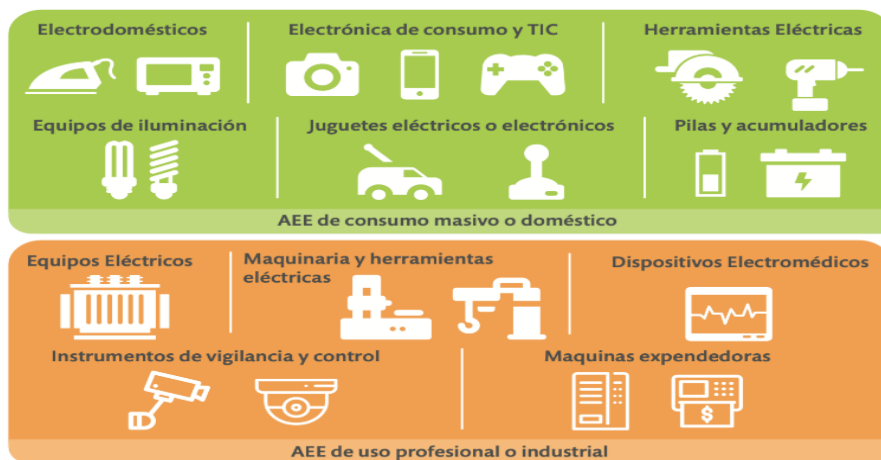 Electrodomésticos
Electrónica de consumo y TIC
Herramientas Eléctricas
Equipos de iluminación
Juguetes eléctricos o electrónicos
Pilas y acumuladores
AEE de consumo masivo o doméstico
Equipos Eléctricos
Maquinaria y herramientas
eléctricas
Dispositivos Electromédicos
Instrumentos de vigilancia y control
Maquinas expendedoras
$
AEE de uso profesional o industrial